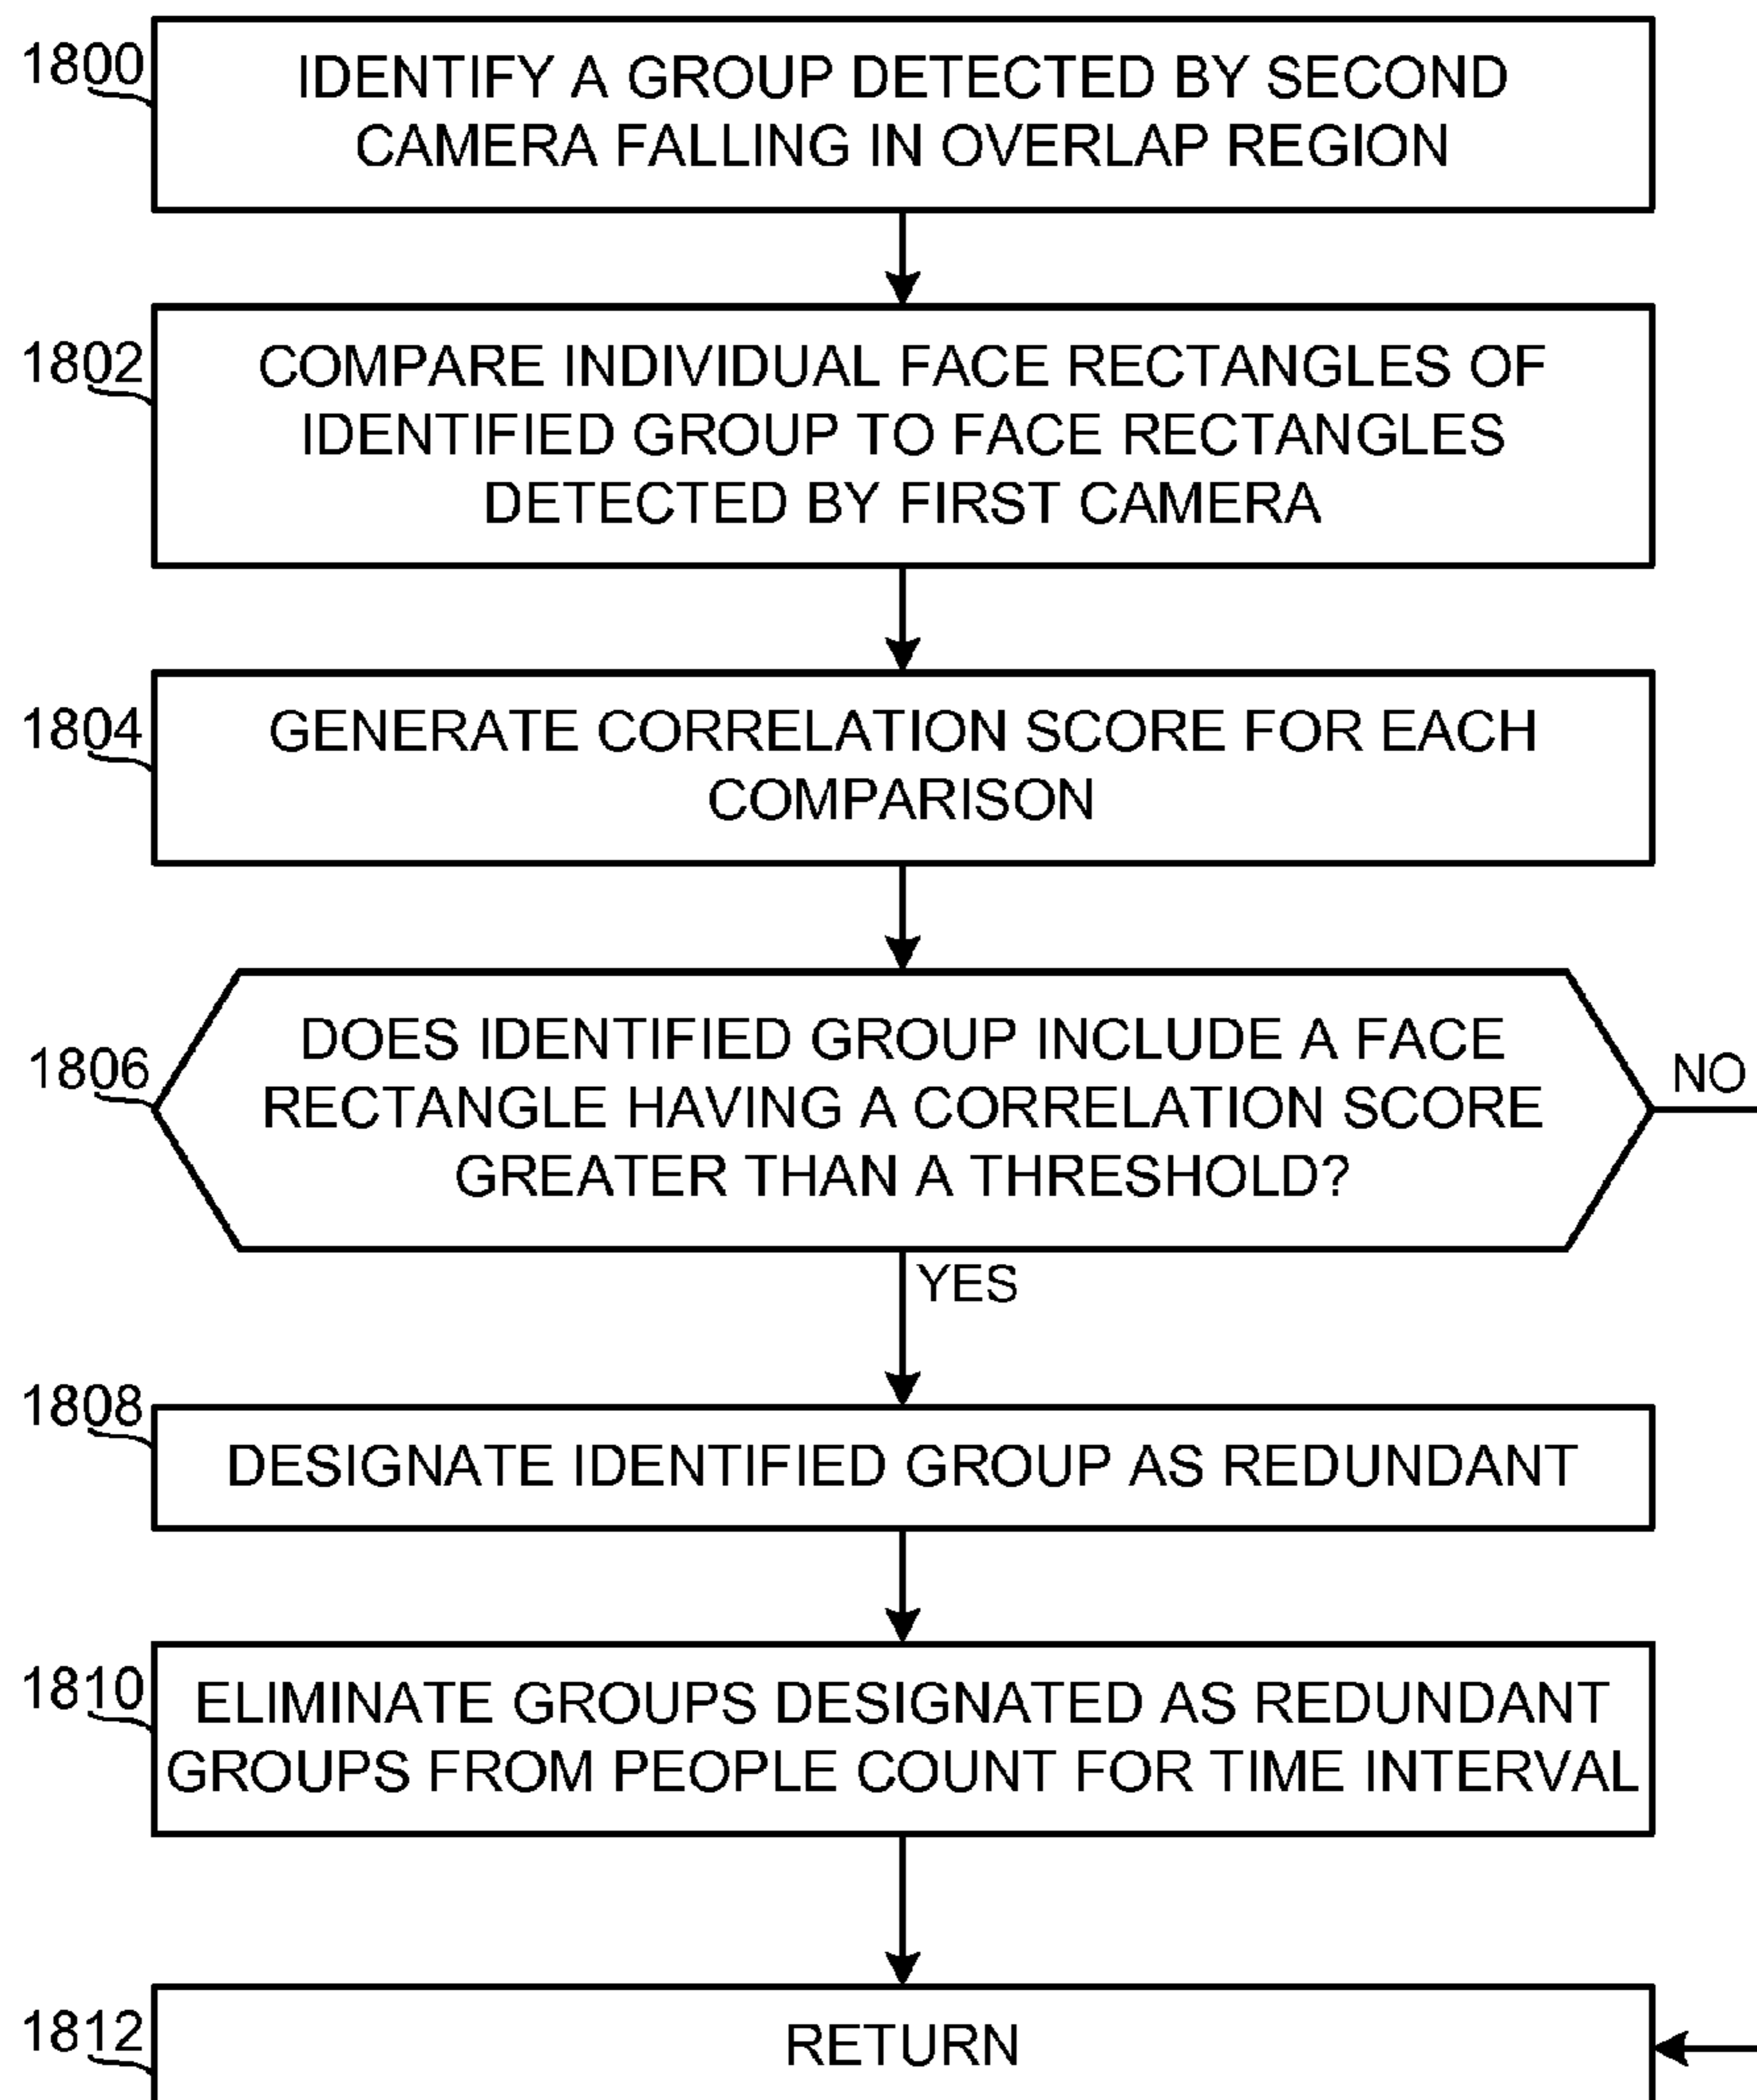 1800
IDENTIFY A GROUP DETECTED BY SECOND
CAMERA FALLING IN OVERLAP REGION
1802
COMPARE INDIVIDUAL FACE RECTANGLES OF
IDENTIFIED GROUP TO FACE RECTANGLES
DETECTED BY FIRST CAMERA
1804
GENERATE CORRELATION SCORE FOR EACH
COMPARISON
1806
DOES IDENTIFIED GROUP INCLUDE A FACE
RECTANGLE HAVING A CORRELATION SCORE
GREATER THAN A THRESHOLD?
NO
YES
1808
DESIGNATE IDENTIFIED GROUP AS REDUNDANT
1810
ELIMINATE GROUPS DESIGNATED AS REDUNDANT
GROUPS FROM PEOPLE COUNT FOR TIME INTERVAL
1812
RETURN